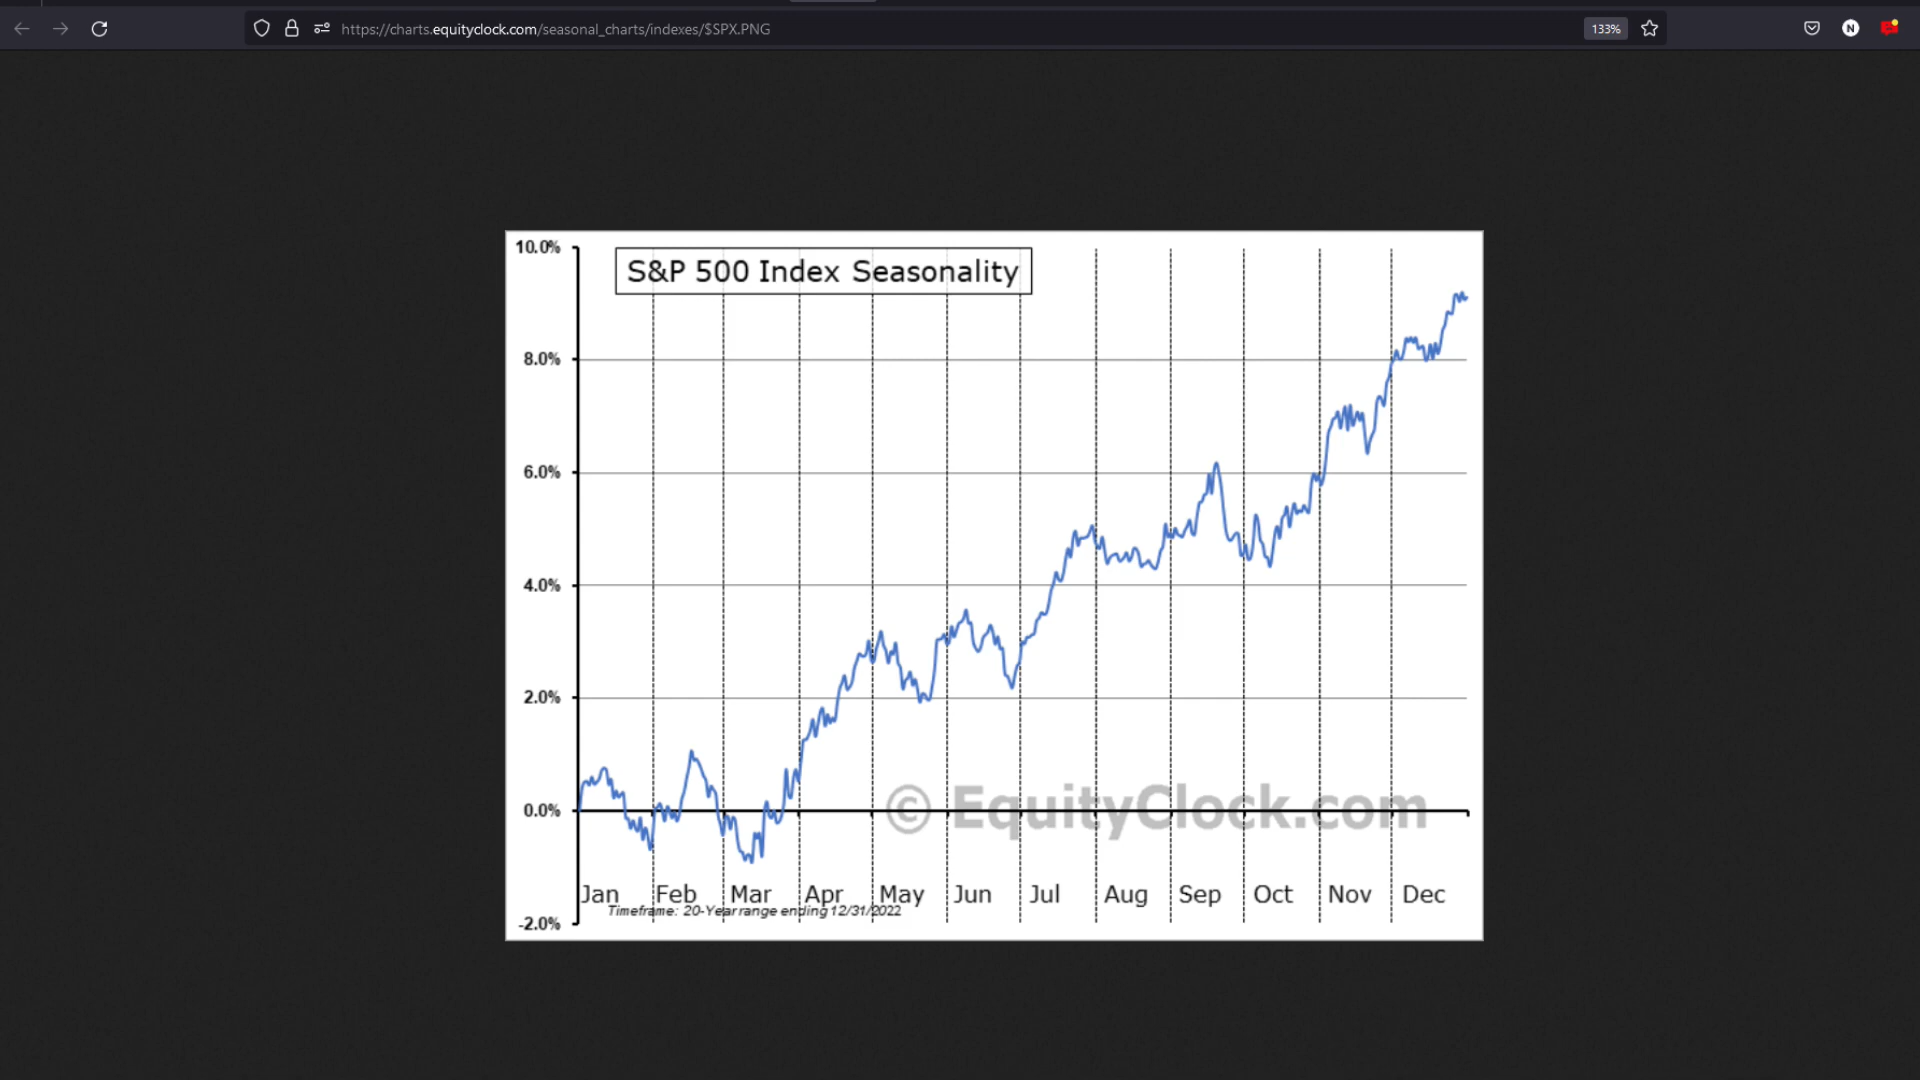 https://charts.equityclock.com/seasonal_charts/indexes/$SPX.PNG
133%
N
10.0%
S&P 500 Index Seasonality
8.0%
6.0%
4.0%
2.0%
0.0%
© EquityClock.com
Jan Feb Mar Apr May Jun Jul Aug Sep Oct Nov Dec
Timeframe: 20-Year range ending 12/31/2022
-2.0%